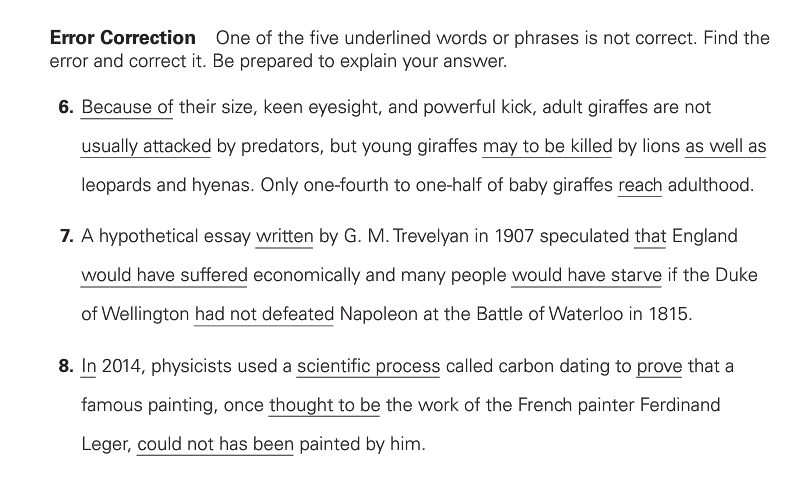 Error Correction One of the five underlined words or phrases is not correct. Find the
error and correct it. Be prepared to explain your answer.
6. Because of their size, keen eyesight, and powerful kick, adult giraffes are not
usually attacked by predators, but young giraffes may to be killed by lions as well as
leopards and hyenas. Only one-fourth to one-half of baby giraffes reach adulthood.
7. A hypothetical essay written by G. M. Trevelyan in 1907 speculated that England
would have suffered economically and many people would have starve if the Duke
of Wellington had not defeated Napoleon at the Battle of Waterloo in 1815.
8. In 2014, physicists used a scientific process called carbon dating to prove that a
famous painting, once thought to be the work of the French painter Ferdinand
Leger, could not has been painted by him.